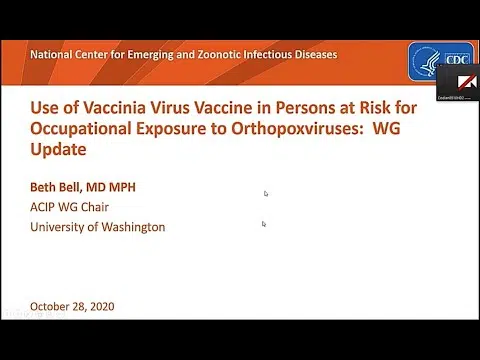 National Center for Emerging and Zoonotic Infectious Diseases
CDC
Use of Vaccinia Virus Vaccine in Persons at Risk for
Occupational Exposure to Orthopoxviruses: WG
Update
Beth Bell, MD MPH
ACIP WG Chair
University of Washington
October 28, 2020